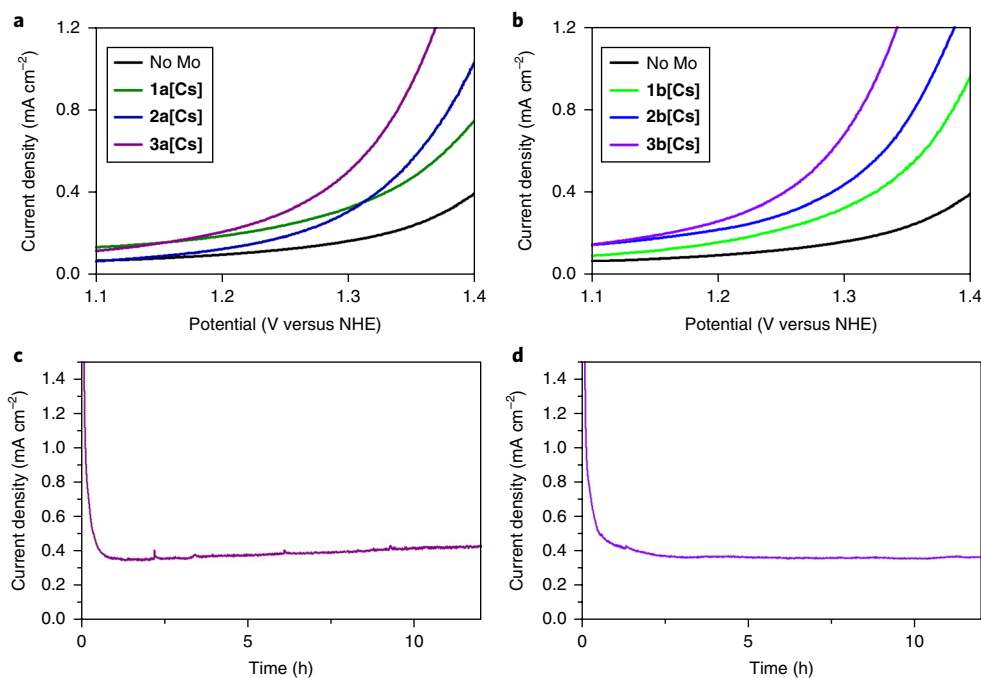 a
Current density (mA cm⁻²)
1.2
0.8
0.4
0.0
No Mo
1a[Cs]
2a[Cs]
3a[Cs]
1.1
1.2
1.3
1.4
Potential (V versus NHE)
b
Current density (mA cm⁻²)
1.2
0.8
0.4
0.0
No Mo
1b[Cs]
2b[Cs]
3b[Cs]
1.1
1.2
1.3
1.4
Potential (V versus NHE)
c
Current density (mA cm⁻²)
1.4
1.2
1.0
0.8
0.6
0.4
0.2
0.0
0
5
10
Time (h)
d
Current density (mA cm⁻²)
1.4
1.2
1.0
0.8
0.6
0.4
0.2
0.0
0
5
10
Time (h)